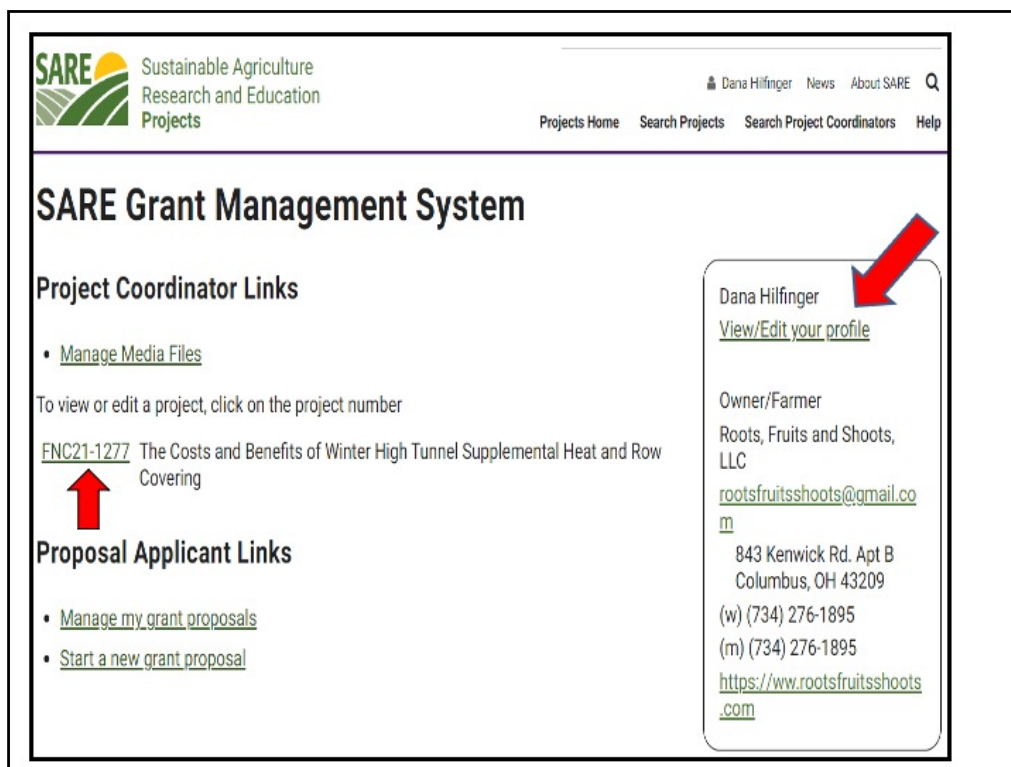 SARE
Sustainable Agriculture
Research and Education
Projects
Dana Hilfinger News About SARE
Projects Home Search Projects Search Project Coordinators Help
SARE Grant Management System
Project Coordinator Links
• Manage Media Files
To view or edit a project, click on the project number
FNC21-1277 The Costs and Benefits of Winter High Tunnel Supplemental Heat and Row
Covering
Proposal Applicant Links
• Manage my grant proposals
• Start a new grant proposal
Dana Hilfinger
View/Edit your profile
Owner/Farmer
Roots, Fruits and Shoots,
LLC
rootsfruitsshoots@gmail.co
m
843 Kenwick Rd. Apt B
Columbus, OH 43209
(w) (734) 276-1895
(m) (734) 276-1895
https://ww.rootsfruitsshoots
.com